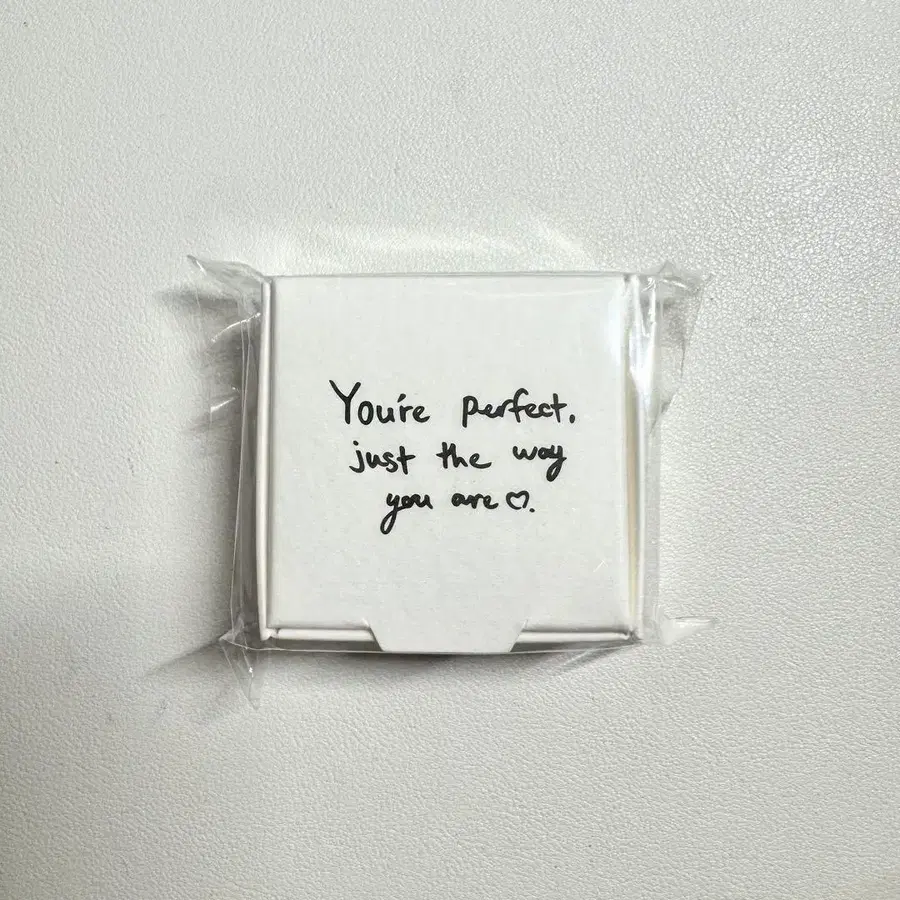 You're perfect,
just the way
you are♡.